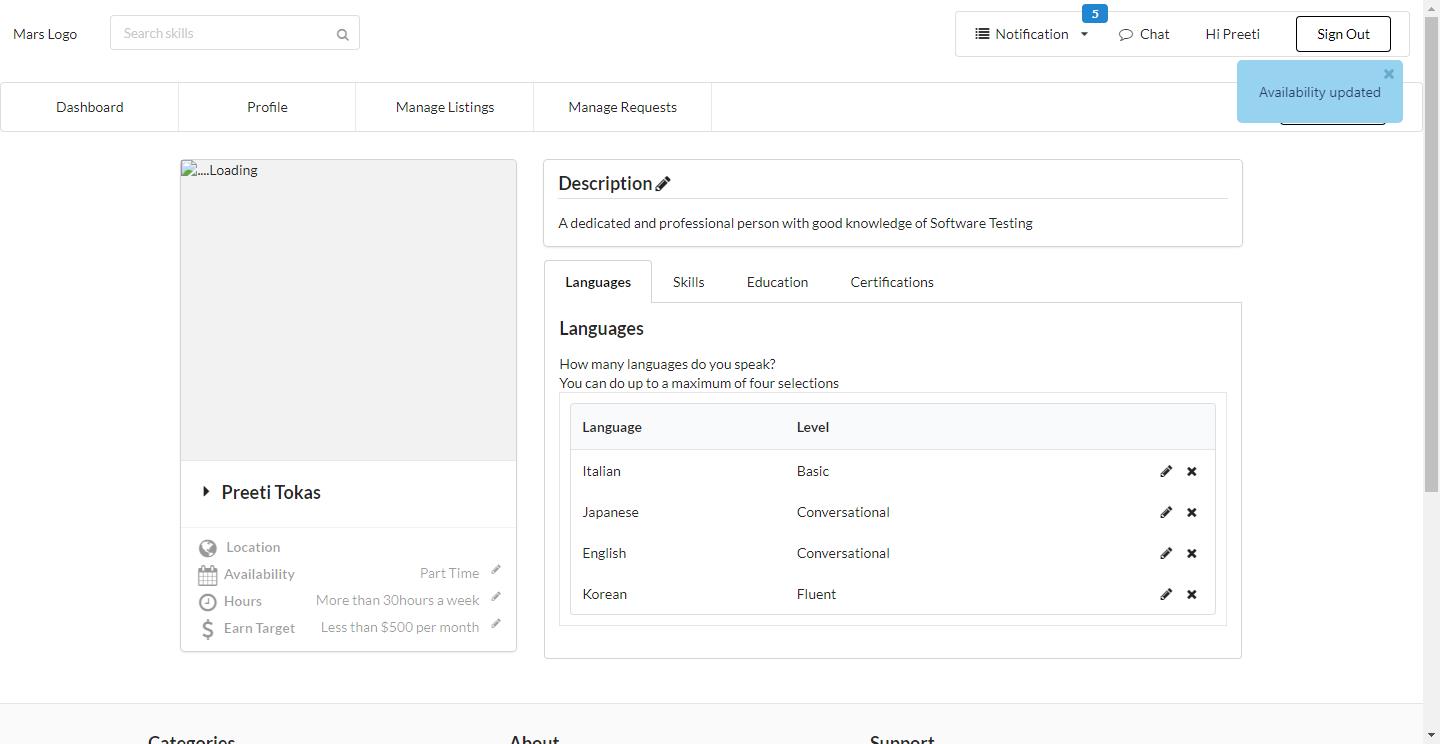 5
Mars Logo
Search skills
Notification
Chat
Hi Preeti
Sign Out
Availability updated
Dashboard
Profile
Manage Listings
Manage Requests
....Loading
Description
A dedicated and professional person with good knowledge of Software Testing
Languages
Skills
Education
Certifications
Languages
How many languages do you speak?
You can do up to a maximum of four selections
Language Level
Italian Basic
Japanese Conversational
English Conversational
Korean Fluent
Preeti Tokas
Location
Availability Part Time
Hours More than 30hours a week
Earn Target Less than $500 per month
Categories
About
Support